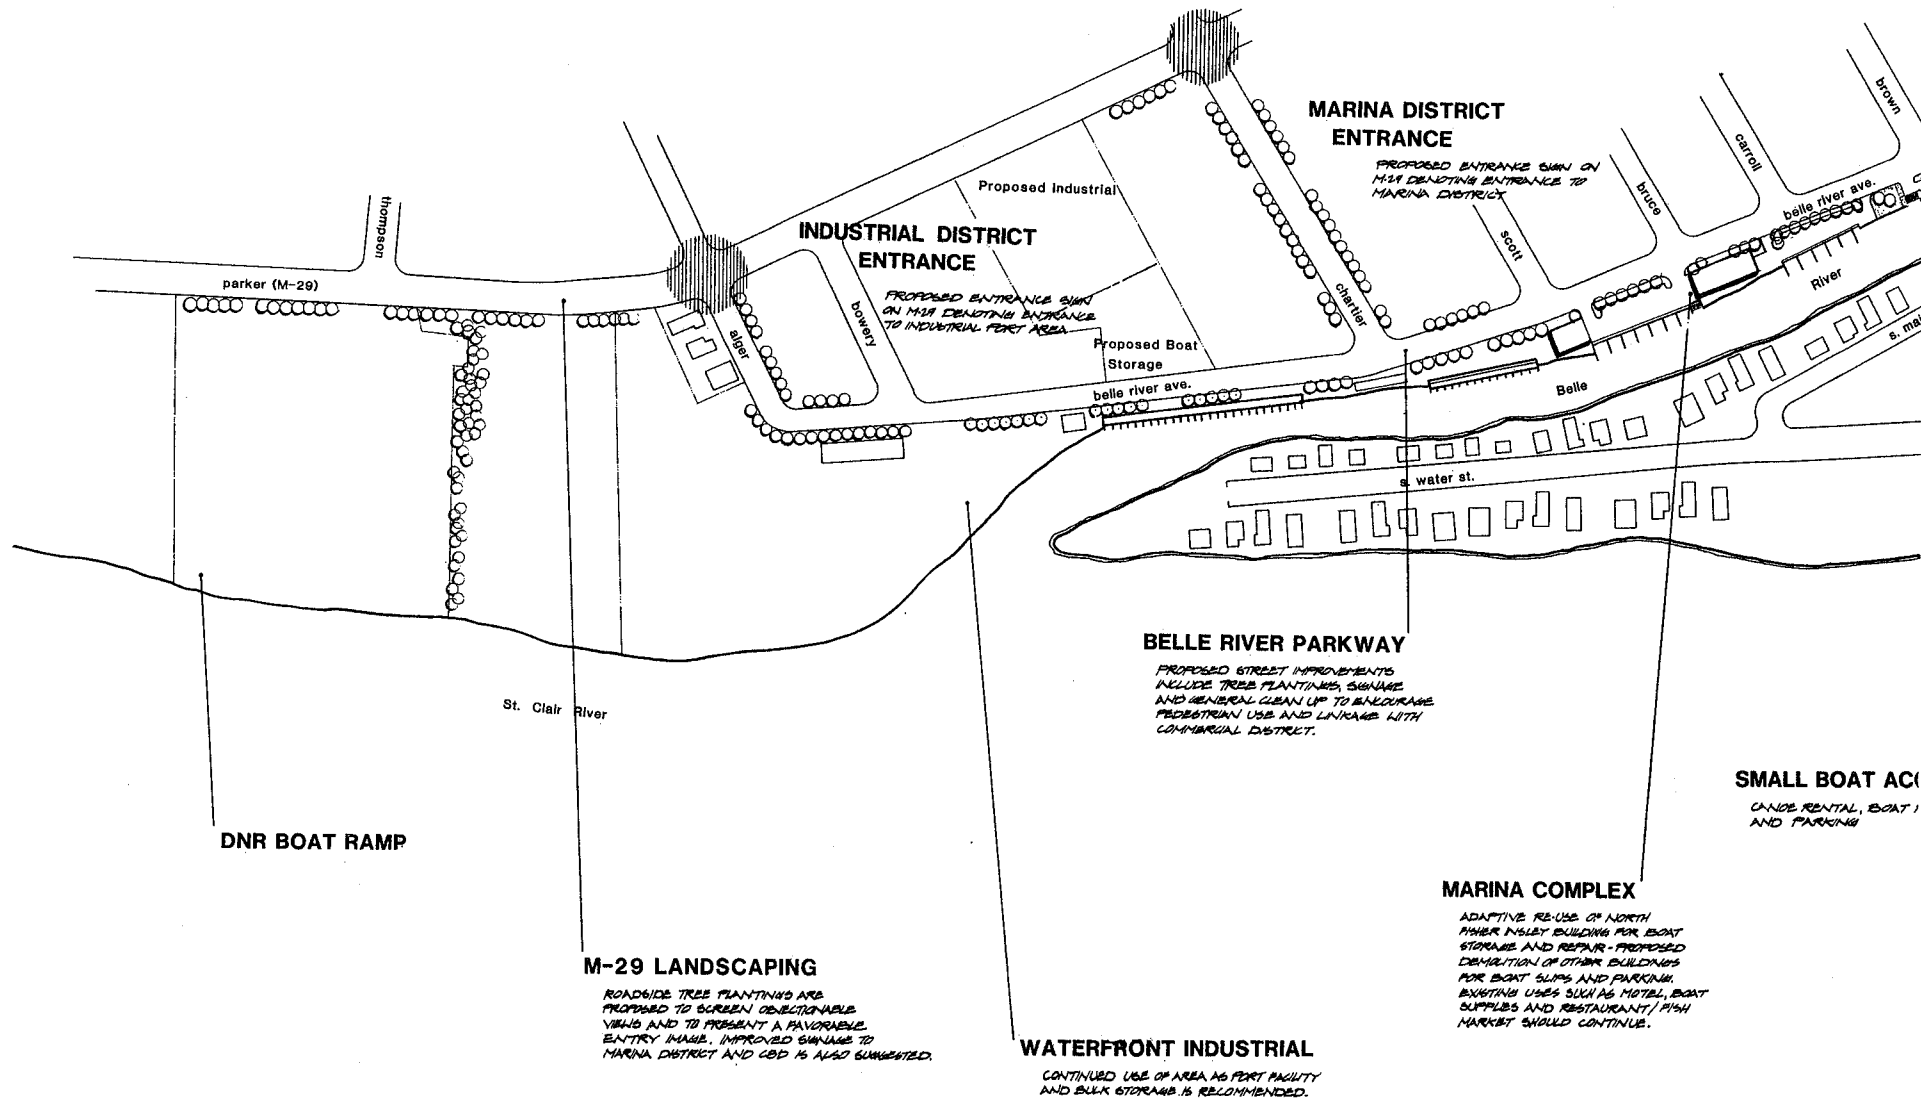 MARINA DISTRICT
ENTRANCE
PROPOSED ENTRANCE SIGN ON
M-29 DENOTING ENTRANCE TO
MARINA DISTRICT
brown
carroll
bruce
scott
belle river ave.
River
s. mai
Proposed Industrial
thompson
INDUSTRIAL DISTRICT
ENTRANCE
PROPOSED ENTRANCE SIGN
ON M-29 DENOTING ENTRANCE
TO INDUSTRIAL PORT AREA
parker (M-29)
alger
bowery
chartier
Proposed Boat
Storage
belle river ave.
Belle
s. water st.
St. Clair River
BELLE RIVER PARKWAY
PROPOSED STREET IMPROVEMENTS
INCLUDE TREE PLANTINGS, SIGNAGE
AND GENERAL CLEAN UP TO ENCOURAGE
PEDESTRIAN USE AND LINKAGE WITH
COMMERCIAL DISTRICT.
SMALL BOAT AC
CANOE RENTAL, BOAT
AND PARKING
DNR BOAT RAMP
MARINA COMPLEX
ADAPTIVE RE-USE OF NORTH
FISHER INSLEY BUILDING FOR BOAT
STORAGE AND REPAIR - PROPOSED
DEMOLITION OF OTHER BUILDINGS
FOR BOAT SLIPS AND PARKING.
EXISTING USES SUCH AS MOTEL, BOAT
SUPPLIES AND RESTAURANT/FISH
MARKET SHOULD CONTINUE.
M-29 LANDSCAPING
ROADSIDE TREE PLANTINGS ARE
PROPOSED TO SCREEN OBJECTIONABLE
VIEWS AND TO PRESENT A FAVORABLE
ENTRY IMAGE. IMPROVED SIGNAGE TO
MARINA DISTRICT AND CBD IS ALSO SUGGESTED.
WATERFRONT INDUSTRIAL
CONTINUED USE OF AREA AS PORT FACILITY
AND BULK STORAGE IS RECOMMENDED.